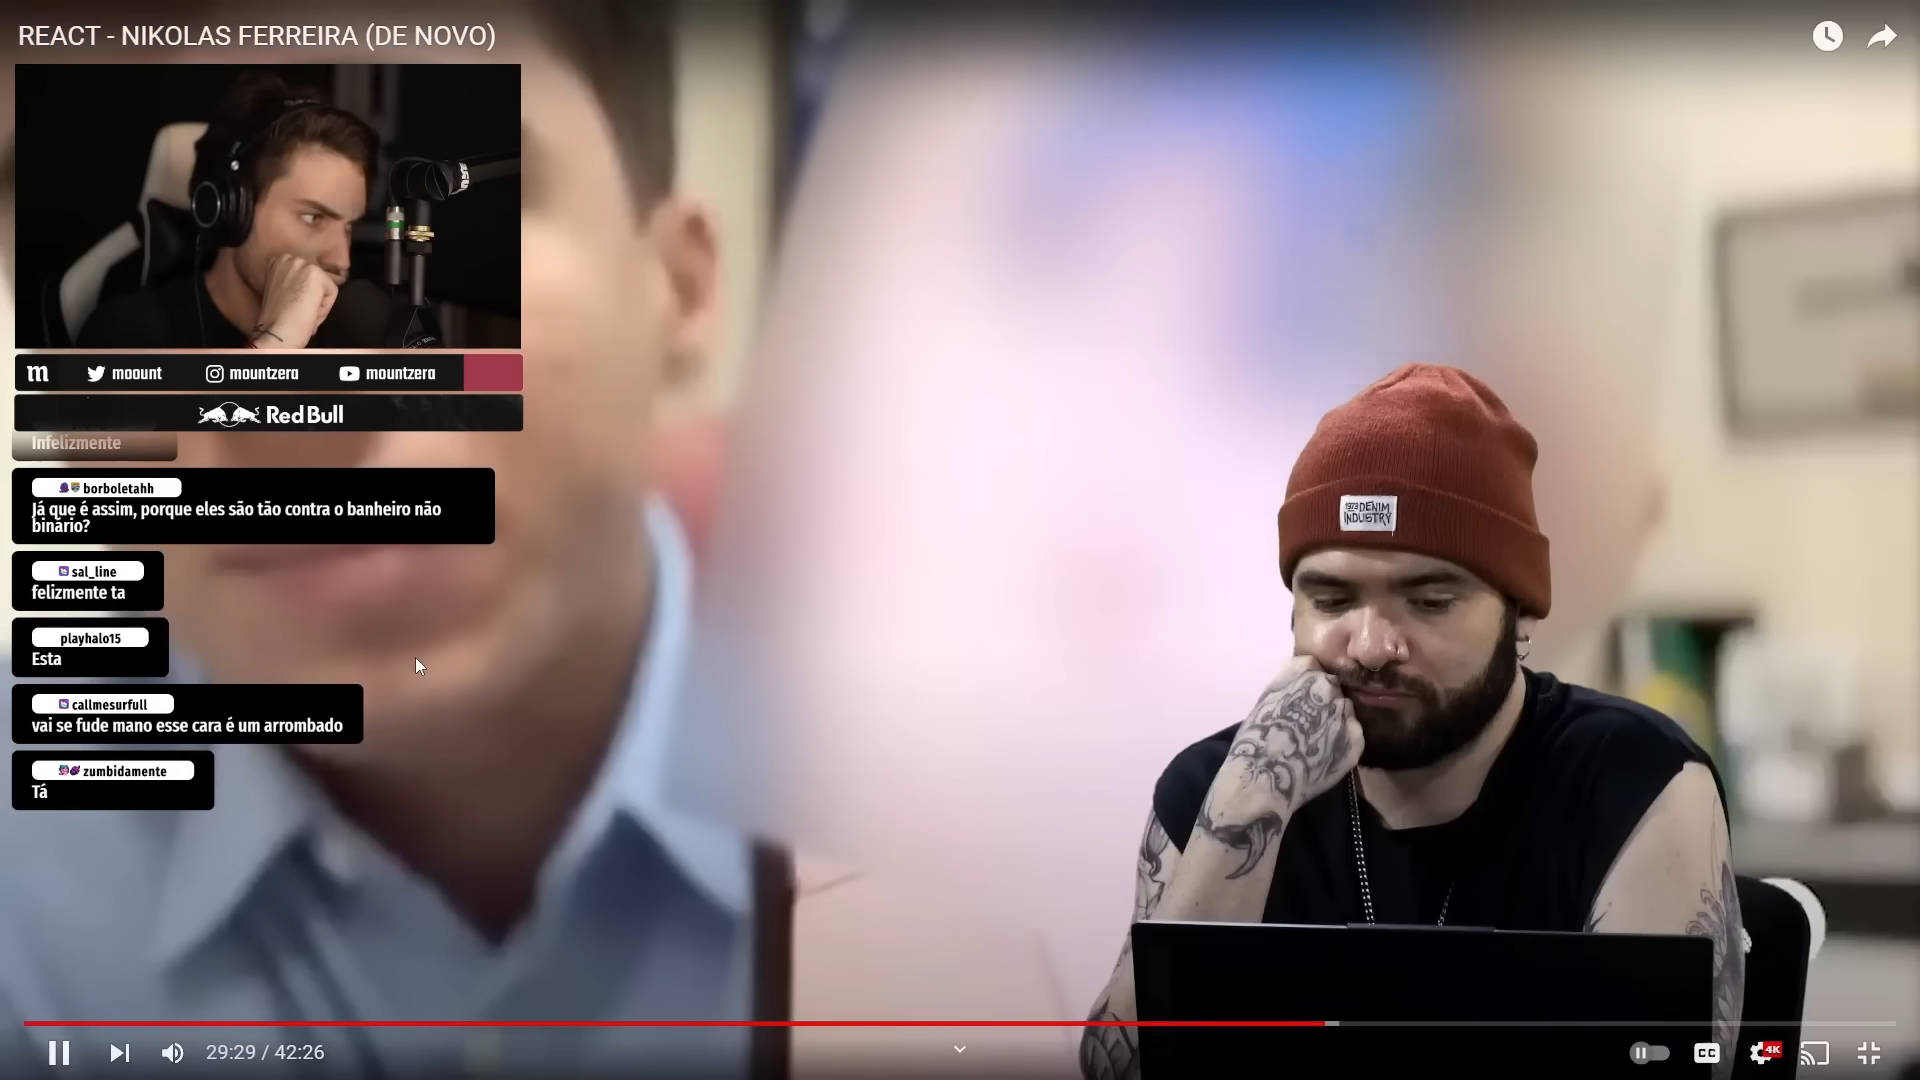 REACT - NIKOLAS FERREIRA (DE NOVO)
m moount mountzera mountzera
Red Bull
Infelizmente
borboletahh
Já que é assim, porque eles são tão contra o banheiro não
binário?
sal_line
felizmente ta
playhalo15
Esta
callmesurfull
vai se fude mano esse cara é um arrombado
zumbidamente
Tá
1973 DENIM
INDUSTRY
29:29 / 42:26
CC
4K